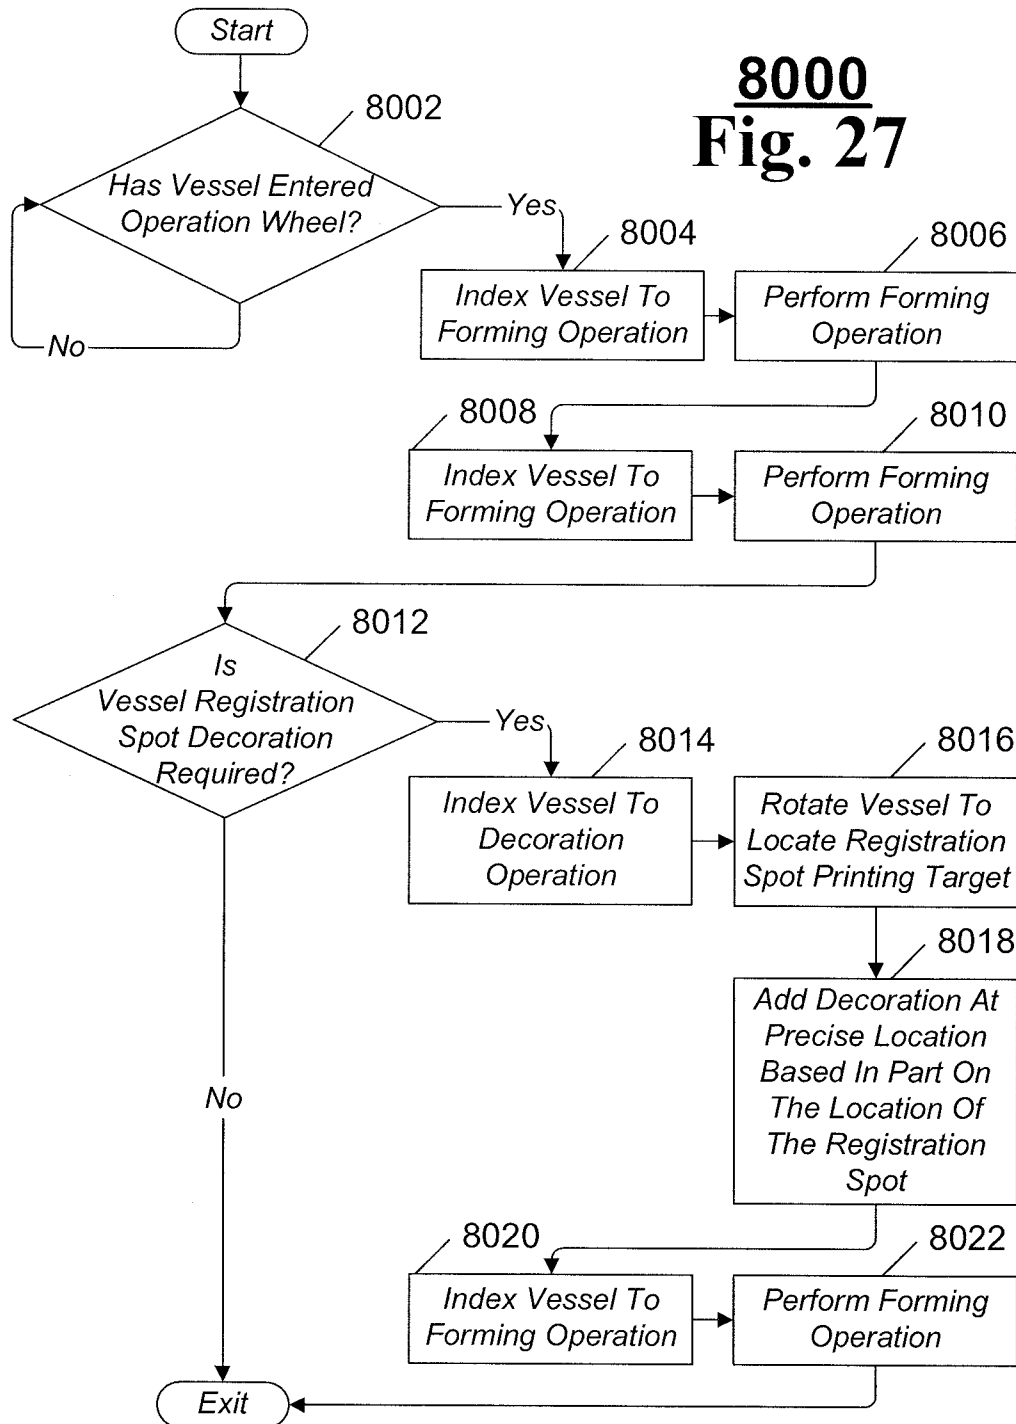 Start
8000
Fig. 27
8002
Has Vessel Entered
Operation Wheel?
Yes
No
8004
Index Vessel To
Forming Operation
8006
Perform Forming
Operation
8008
Index Vessel To
Forming Operation
8010
Perform Forming
Operation
8012
Is
Vessel Registration
Spot Decoration
Required?
Yes
No
8014
Index Vessel To
Decoration
Operation
8016
Rotate Vessel To
Locate Registration
Spot Printing Target
8018
Add Decoration At
Precise Location
Based In Part On
The Location Of
The Registration
Spot
8020
Index Vessel To
Forming Operation
8022
Perform Forming
Operation
Exit